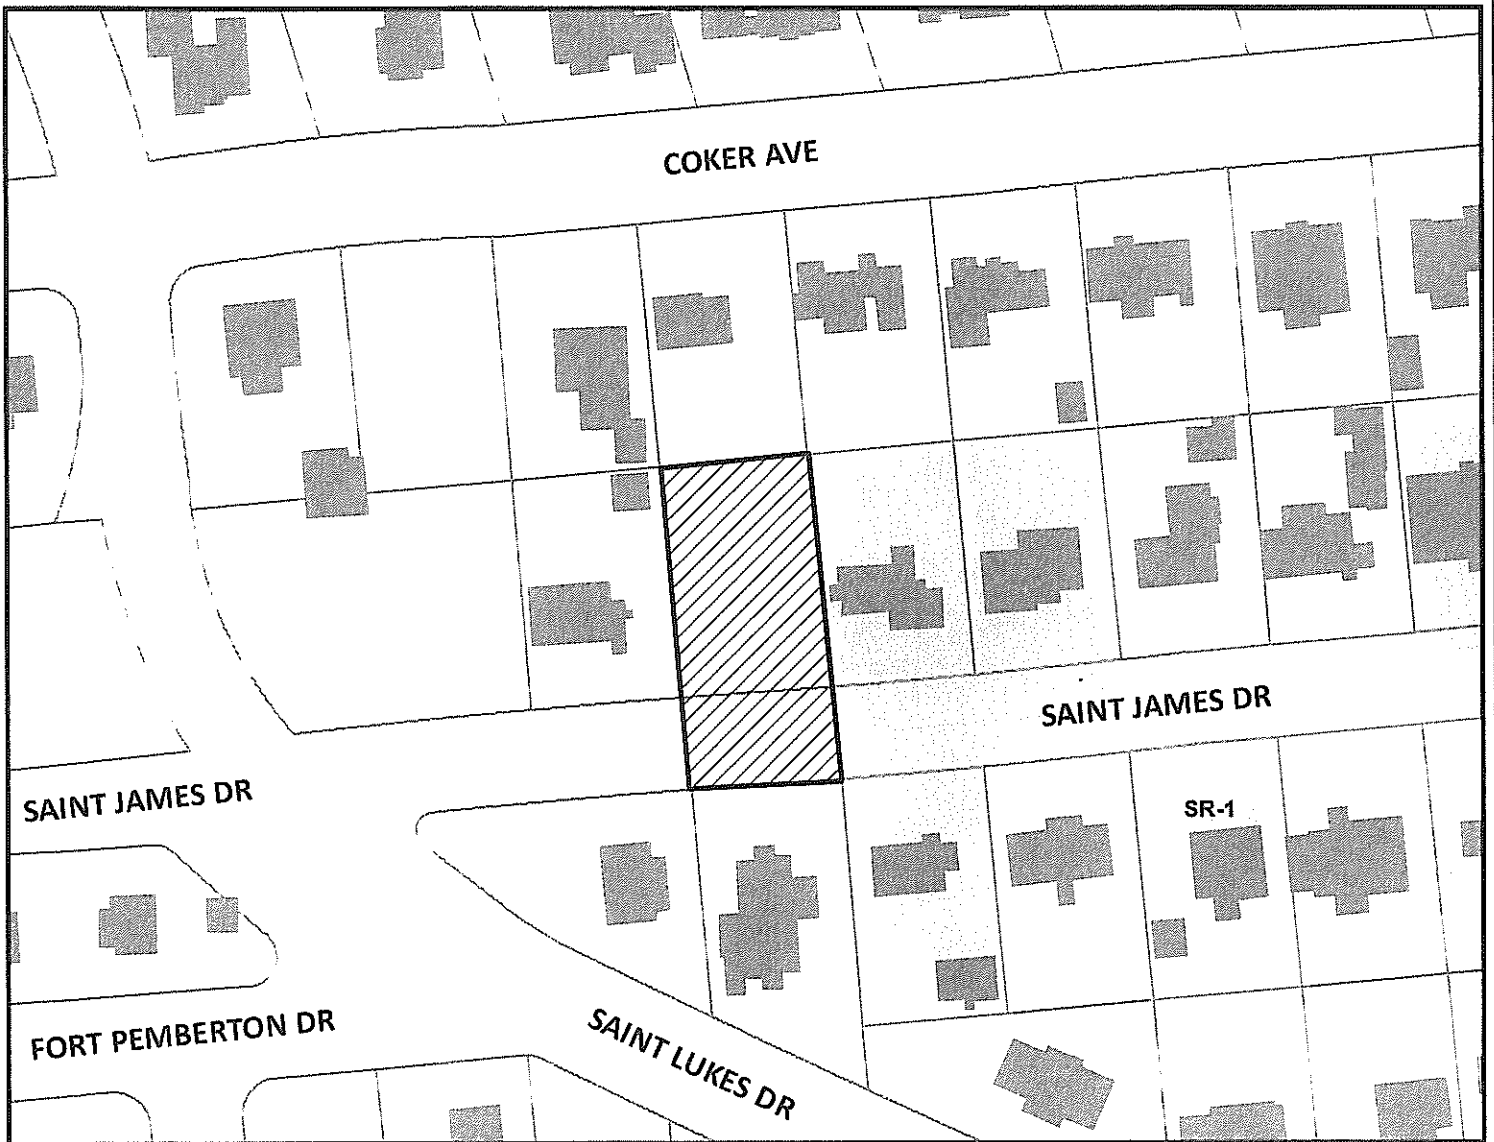 COKER AVE
SAINT JAMES DR
SAINT JAMES DR
SR-1
FORT PEMBERTON DR
SAINT LUKES DR